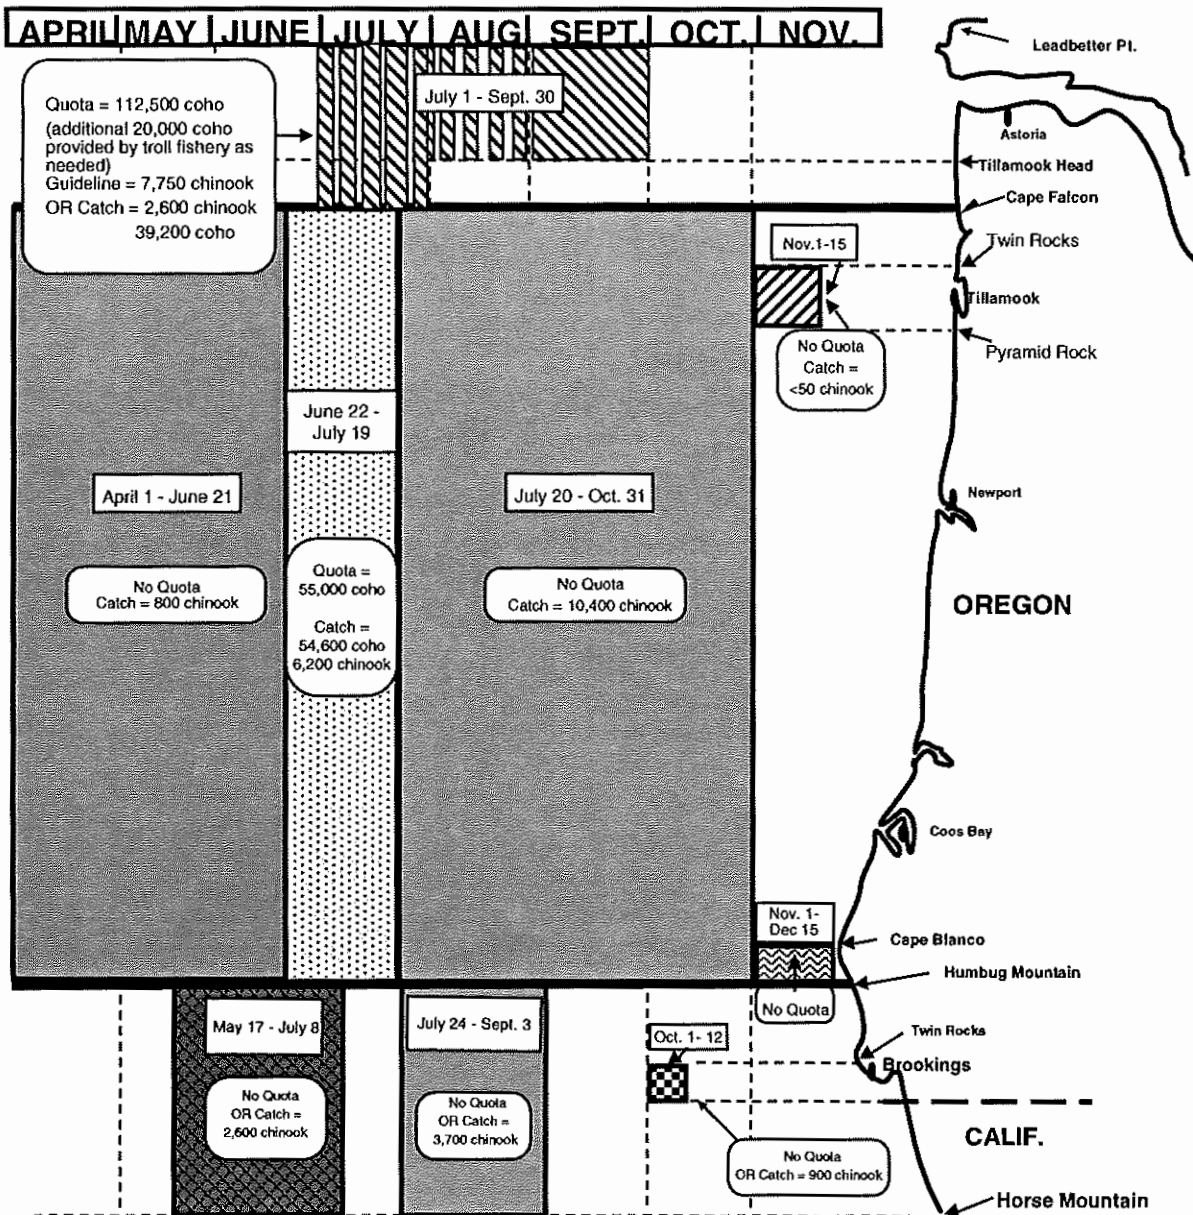 APRIL MAY JUNE JULY AUG SEPT. OCT. NOV.
Leadbetter Pt.
Quota = 112,500 coho
(additional 20,000 coho
provided by troll fishery as
needed)
Guideline = 7,750 chinook
OR Catch = 2,600 chinook
39,200 coho
July 1 - Sept. 30
Astoria
Tillamook Head
Cape Falcon
Nov.1-15
Twin Rocks
Tillamook
No Quota
Catch =
<50 chinook
Pyramid Rock
June 22 -
July 19
April 1 - June 21
July 20 - Oct. 31
Newport
No Quota
Catch = 800 chinook
Quota =
55,000 coho
Catch =
54,600 coho
6,200 chinook
No Quota
Catch = 10,400 chinook
OREGON
Coos Bay
Nov. 1-
Dec 15
Cape Blanco
Humbug Mountain
No Quota
May 17 - July 8
July 24 - Sept. 3
Oct. 1- 12
Twin Rocks
Brookings
No Quota
OR Catch =
2,600 chinook
No Quota
OR Catch =
3,700 chinook
CALIF.
No Quota
OR Catch = 900 chinook
Horse Mountain